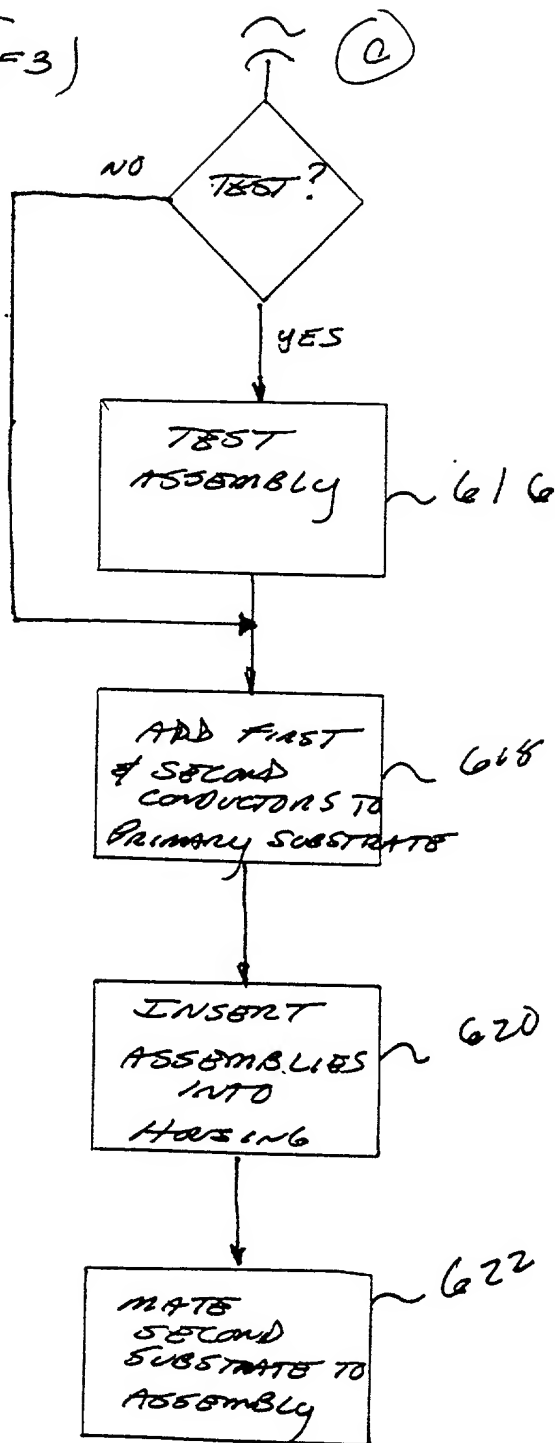 =3)
a
NO
TEST?
YES
TEST
ASSEMBLY
616
ADD FIRST
& SECOND
CONDUCTORS TO
PRIMARY SUBSTRATE
618
INSERT
ASSEMBLIES
INTO
HOUSING
620
MATE
SECOND
SUBSTRATE TO
ASSEMBLY
622